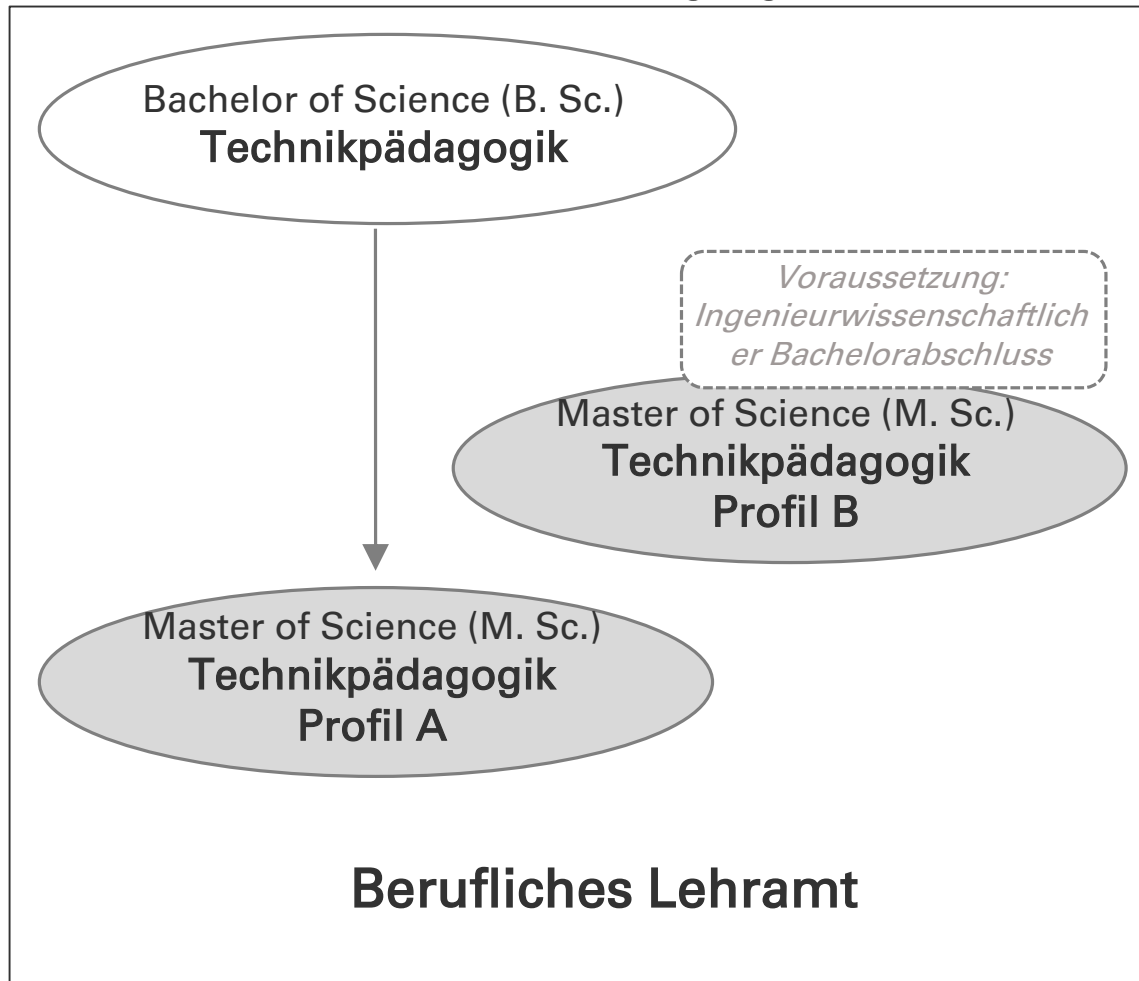 Bachelor of Science (B. Sc.)
Technikpädagogik
Voraussetzung:
Ingenieurwissenschaftlich
er Bachelorabschluss
Master of Science (M. Sc.)
Technikpädagogik
Profil B
Master of Science (M. Sc.)
Technikpädagogik
Profil A
Berufliches Lehramt